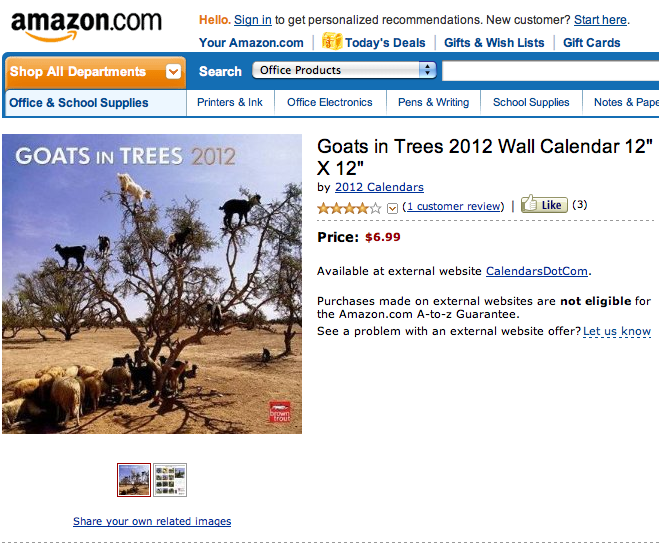 amazon.com
Hello. Sign in to get personalized recommendations. New customer? Start here.
Your Amazon.com | Today's Deals | Gifts & Wish Lists | Gift Cards
Shop All Departments
Search Office Products
Office & School Supplies
Printers & Ink Office Electronics Pens & Writing School Supplies Notes & Pape
GOATS IN TREES 2012
brown trout
Goats in Trees 2012 Wall Calendar 12"
X 12"
by 2012 Calendars
(1 customer review) | Like (3)
Price: $6.99
Available at external website CalendarsDotCom.
Purchases made on external websites are not eligible for
the Amazon.com A-to-z Guarantee.
See a problem with an external website offer? Let us know
Share your own related images